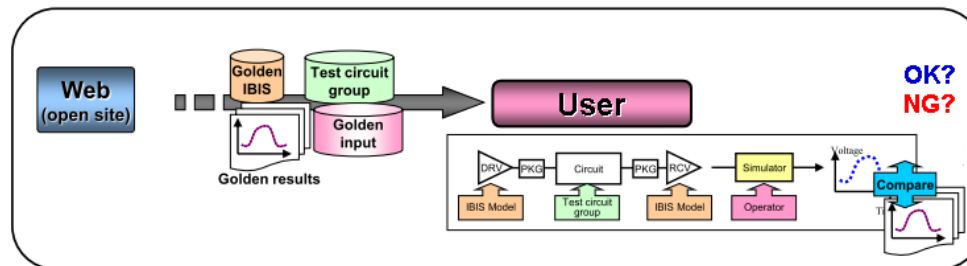 Web
(open site)
Golden
IBIS
Test circuit
group
Golden
input
Golden results
User
OK?
NG?
DRV
PKG
Circuit
PKG
RCV
Simulator
Voltage
Compare
IBIS Model
Test circuit
group
IBIS Model
Operator